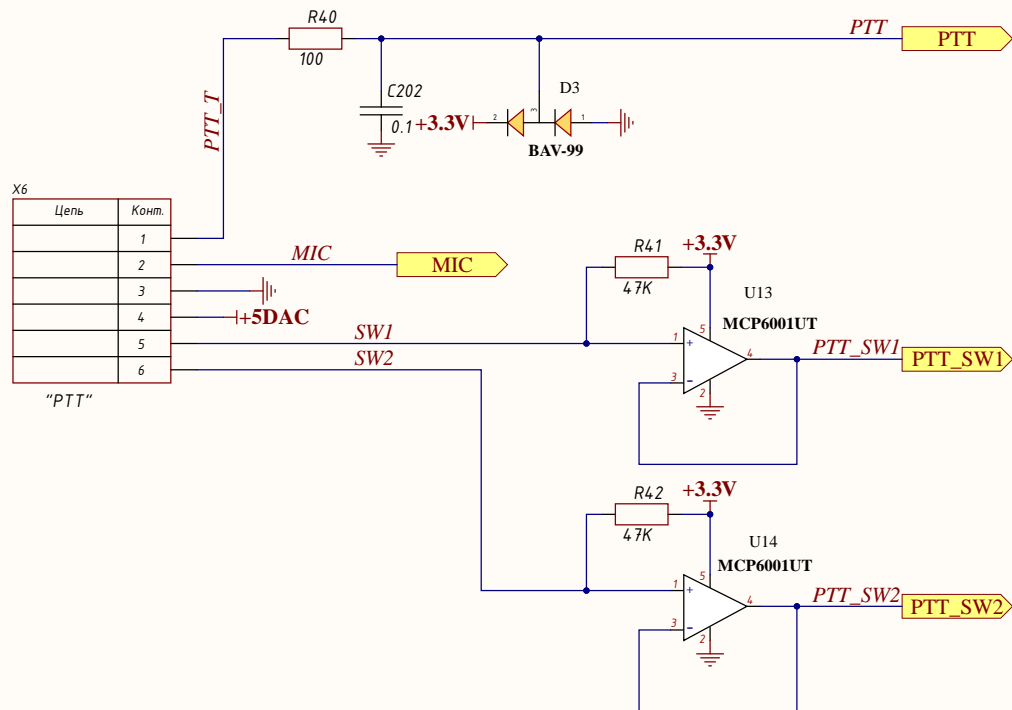 R40
100
PTT
PTT
PTT_T
C202
0.1
+3.3V
2
3
1
D3
BAV-99
X6
Цепь
Конт.
1
2
3
4
5
6
"PTT"
MIC
MIC
+5DAC
SW1
SW2
R41
47K
+3.3V
U13
MCP6001UT
1
+
3
-
5
2
4
PTT_SW1
PTT_SW1
R42
47K
+3.3V
U14
MCP6001UT
1
+
3
-
5
2
4
PTT_SW2
PTT_SW2